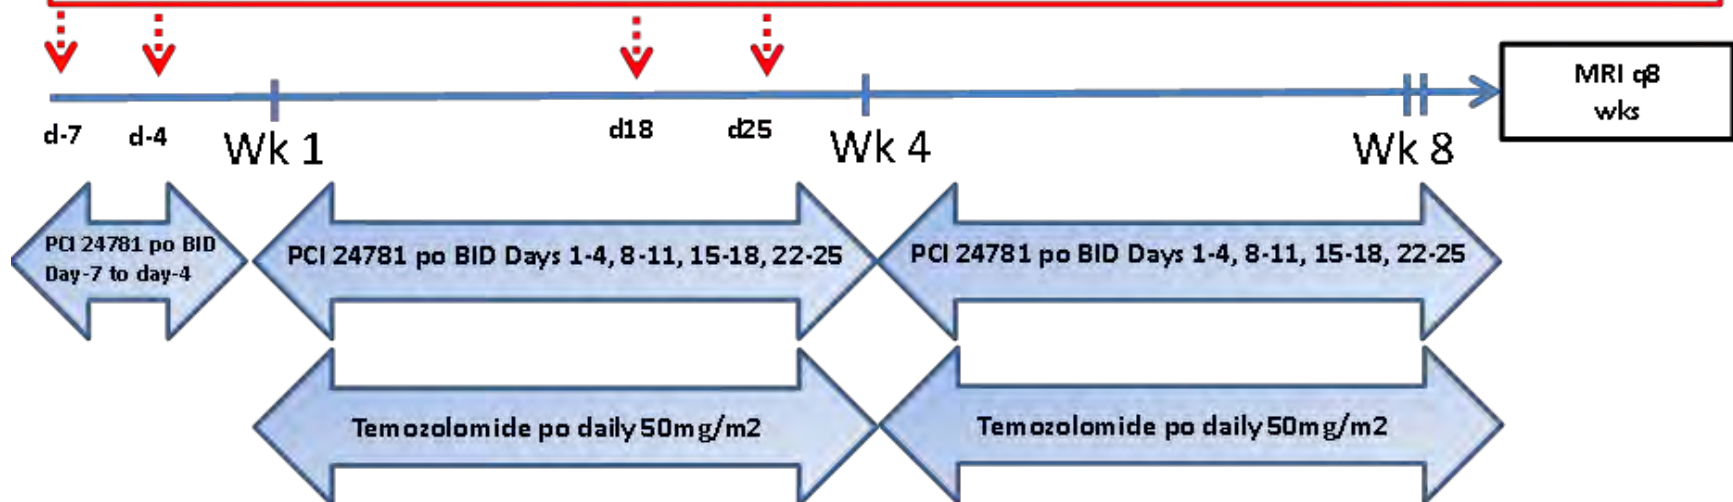 d-7
d-4
Wk 1
d18
d25
Wk 4
Wk 8
MRI q8
wks
PCI 24781 po BID
Day-7 to day-4
PCI 24781 po BID Days 1-4, 8-11, 15-18, 22-25
PCI 24781 po BID Days 1-4, 8-11, 15-18, 22-25
Temozolomide po daily 50mg/m2
Temozolomide po daily 50mg/m2